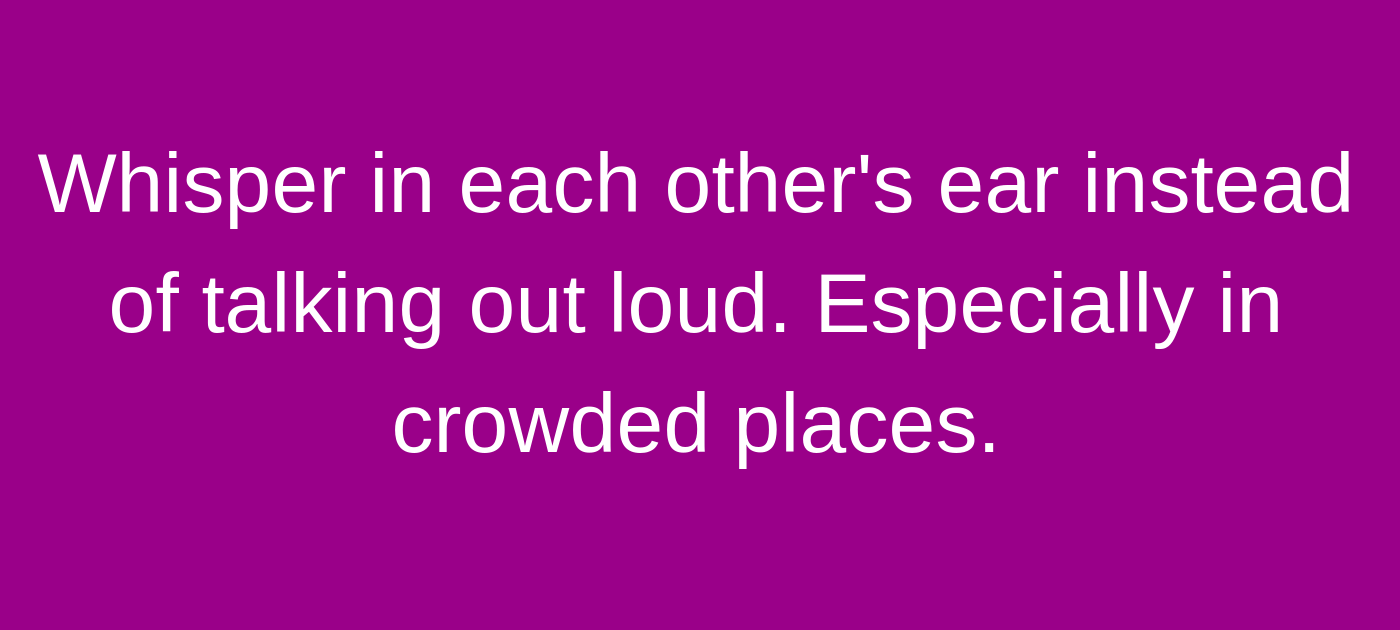 Whisper in each other's ear instead
of talking out loud. Especially in
crowded places.